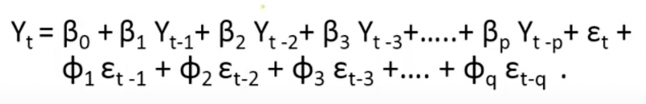 Yₜ = β₀ + β₁ Yₜ₋₁+ β₂ Yₜ₋₂+ β₃ Yₜ₋₃+.....+ βₚ Yₜ₋ₚ+ εₜ +
Φ₁ εₜ₋₁ + Φ₂ εₜ₋₂ + Φ₃ εₜ₋₃ +.... + Φ_q εₜ₋q .